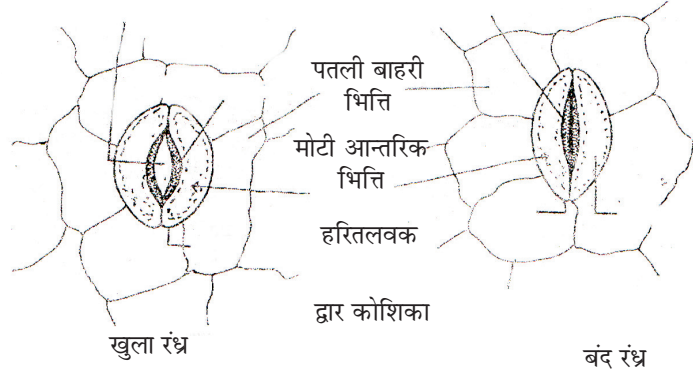 पतली बाहरी
भित्ति
मोटी आन्तरिक
भित्ति
हरितलवक
द्वार कोशिका
खुला रंध्र
बंद रंध्र